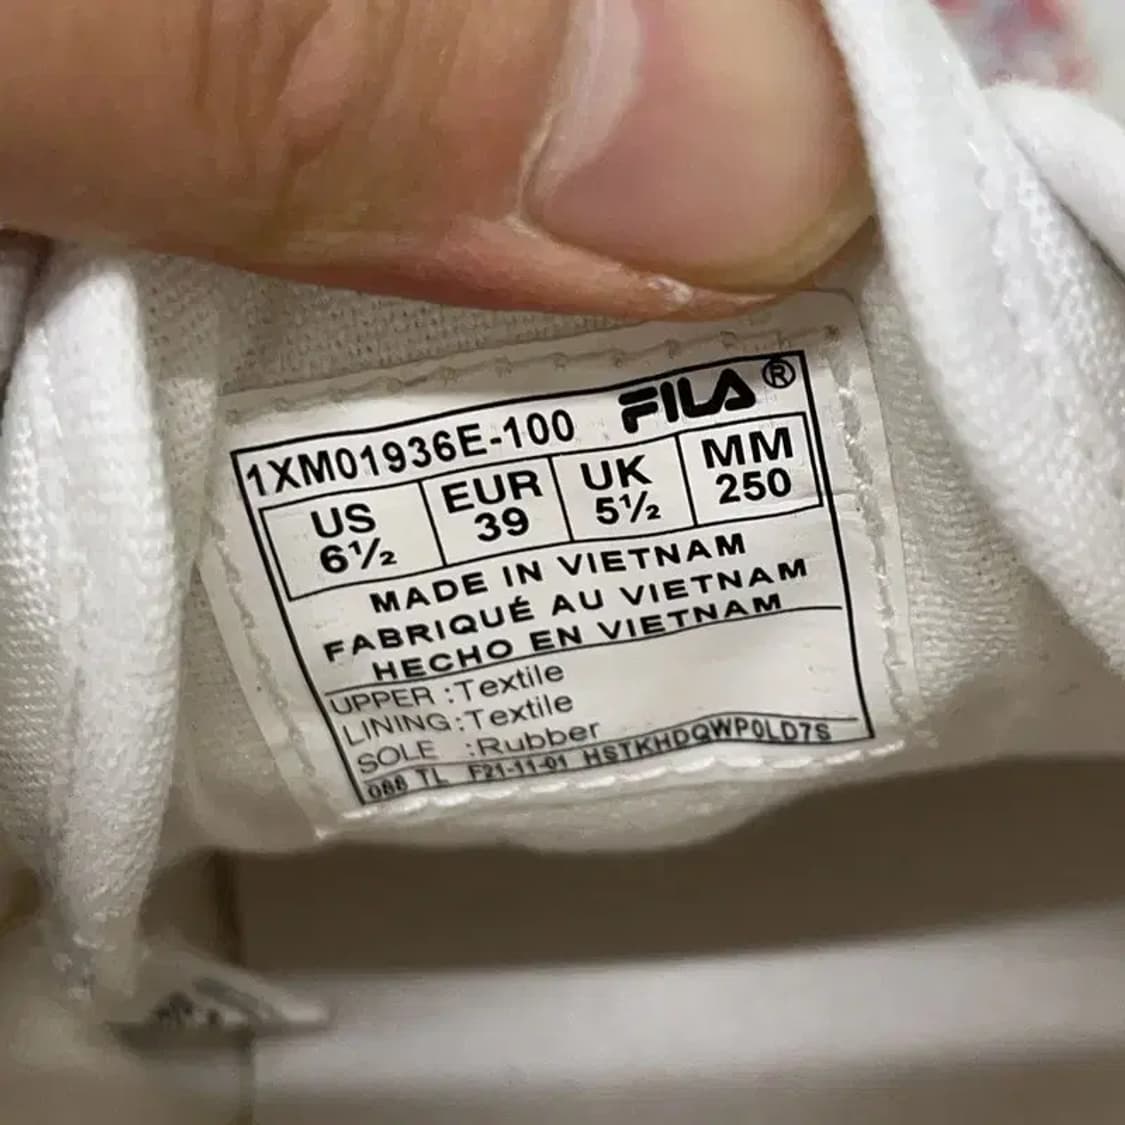 1XM01936E-100 FILA®
US EUR UK MM
6½ 39 5½ 250
MADE IN VIETNAM
FABRIQUÉ AU VIETNAM
HECHO EN VIETNAM
UPPER :Textile
LINING:Textile
SOLE :Rubber
088 TL F21-11-01 HSTKHDQWP0LD7S